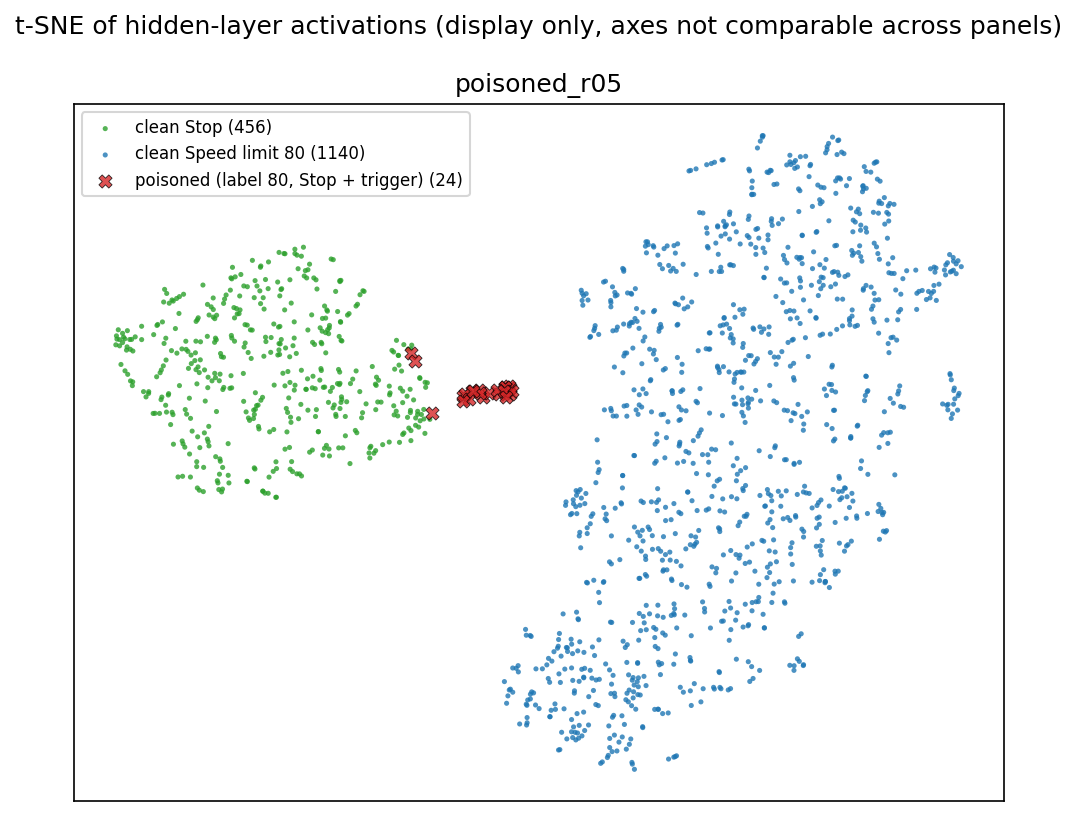 t-SNE of hidden-layer activations (display only, axes not comparable across panels)
poisoned_r05
clean Stop (456)
clean Speed limit 80 (1140)
poisoned (label 80, Stop + trigger) (24)